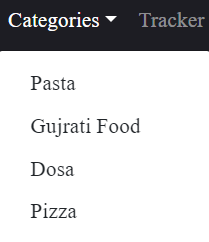 Categories Tracker
Pasta
Gujrati Food
Dosa
Pizza